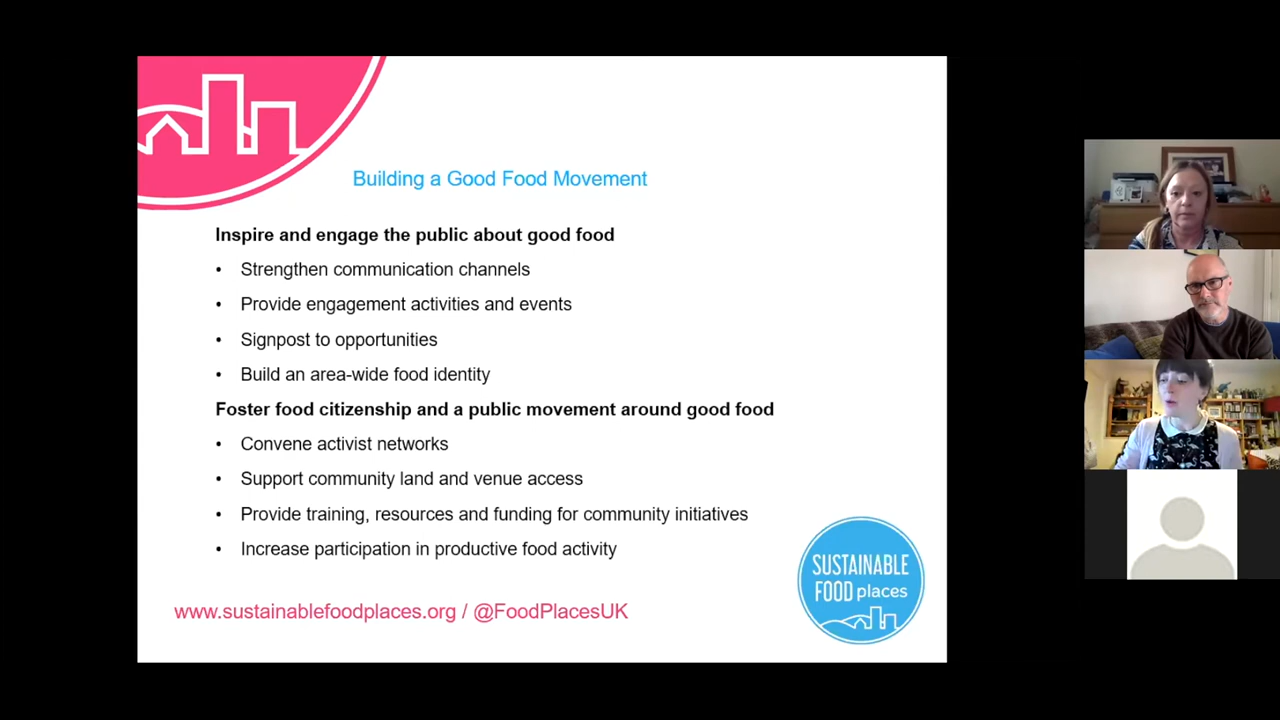 Building a Good Food Movement
Inspire and engage the public about good food
• Strengthen communication channels
• Provide engagement activities and events
• Signpost to opportunities
• Build an area-wide food identity
Foster food citizenship and a public movement around good food
• Convene activist networks
• Support community land and venue access
• Provide training, resources and funding for community initiatives
• Increase participation in productive food activity
SUSTAINABLE
FOOD places
www.sustainablefoodplaces.org / @FoodPlacesUK